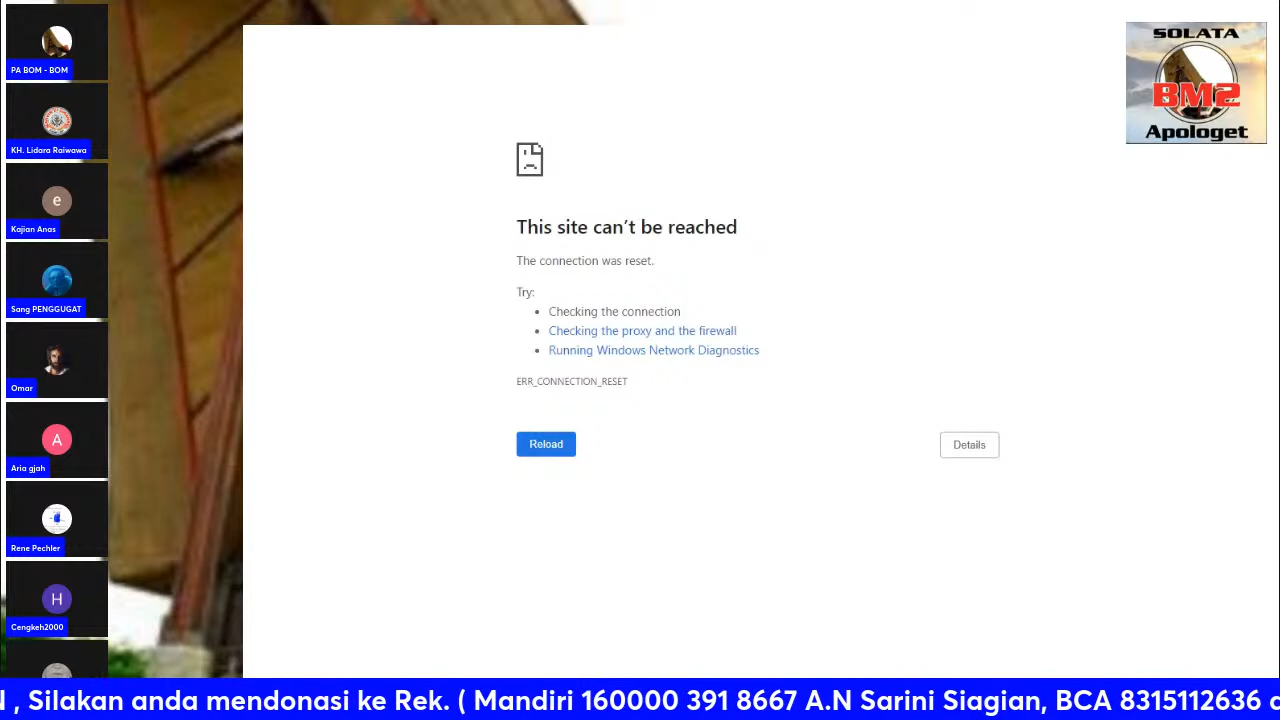 PA BOM - BOM
KH. Lidara Raiwawa
e
Kajian Anas
Sang PENGGUGAT
Omar
A
Aria gjah
Rene Pechler
H
Cengkeh2000
This site can't be reached
The connection was reset.
Try:
Checking the connection
Checking the proxy and the firewall
Running Windows Network Diagnostics
ERR_CONNECTION_RESET
Reload
Details
SOLATA
BM2
Apologet
, Silakan anda mendonasi ke Rek. ( Mandiri 160000 391 8667 A.N Sarini Siagian, BCA 8315112636